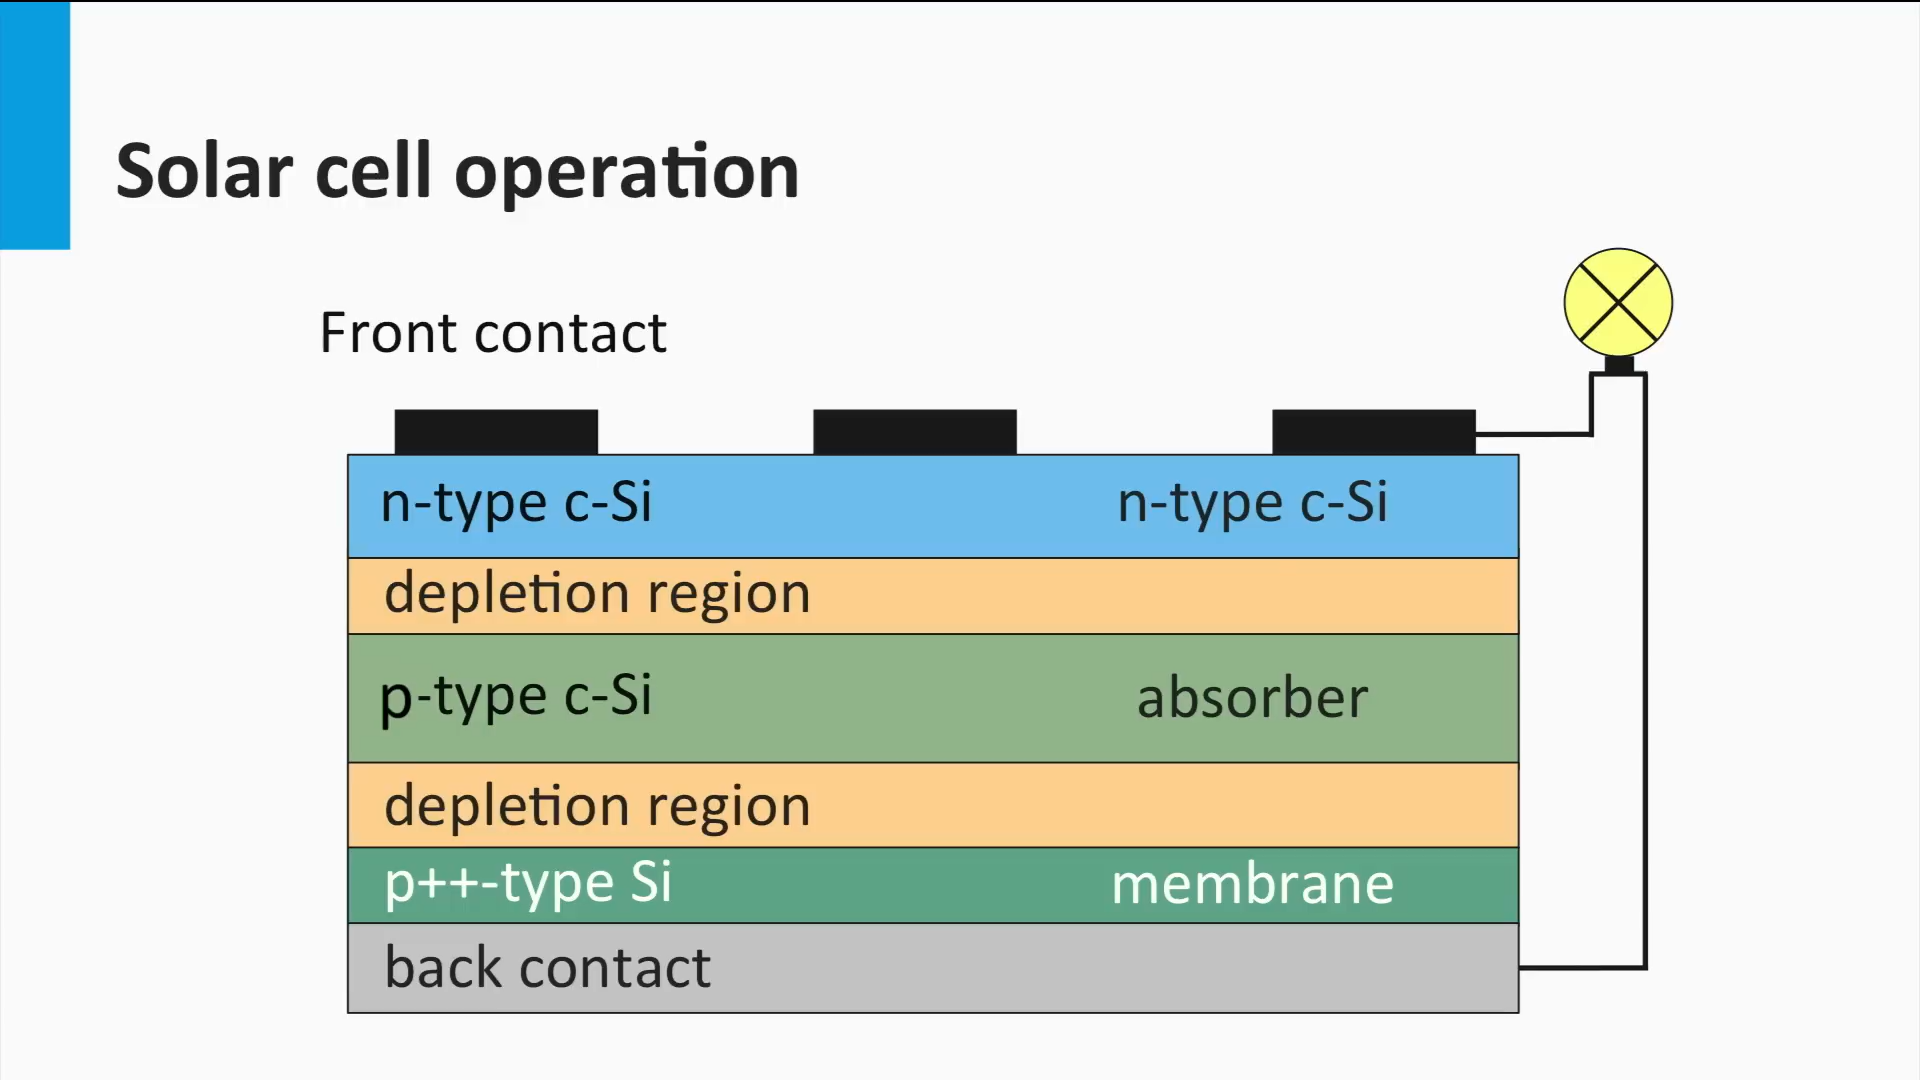 Solar cell operation
Front contact
n-type c-Si n-type c-Si
depletion region
p-type c-Si absorber
depletion region
p++-type Si membrane
back contact